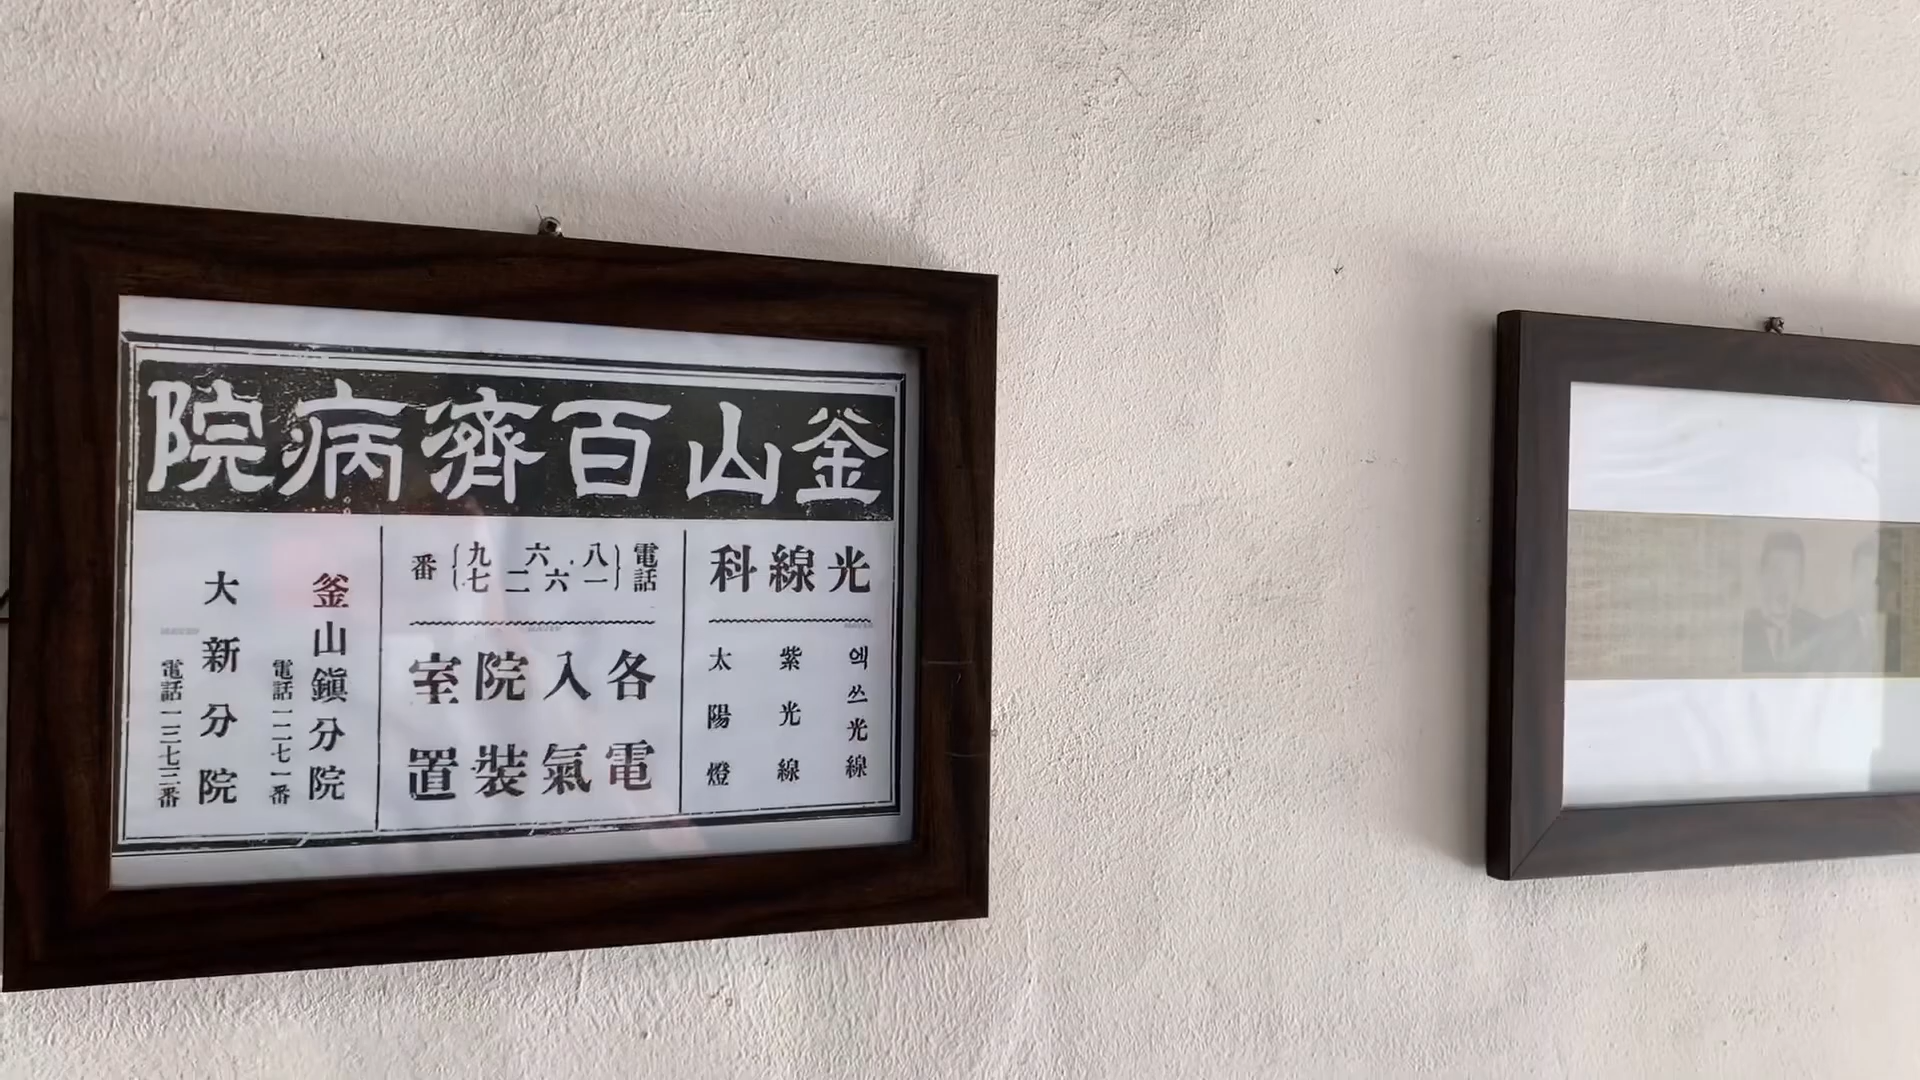 釜山百濟病院
光線科
엑쓰光線
紫光線
太陽燈
電話 八一・六六二 九七 番
各入院室
電氣裝置
釜山鎭分院
電話一二七一番
大新分院
電話一三七三番